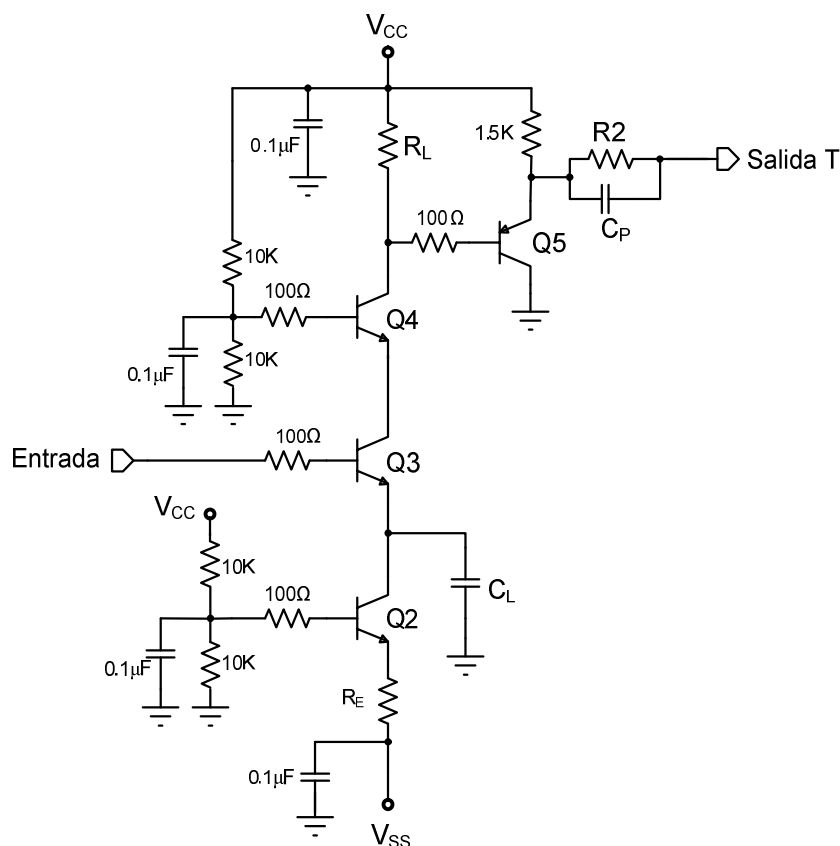 VCC
0.1µF
RL
1.5K
R2
Salida T
CP
100Ω
Q5
10K
100Ω
Q4
0.1µF
10K
Entrada
100Ω
Q3
VCC
10K
100Ω
Q2
CL
0.1µF
10K
RE
0.1µF
VSS